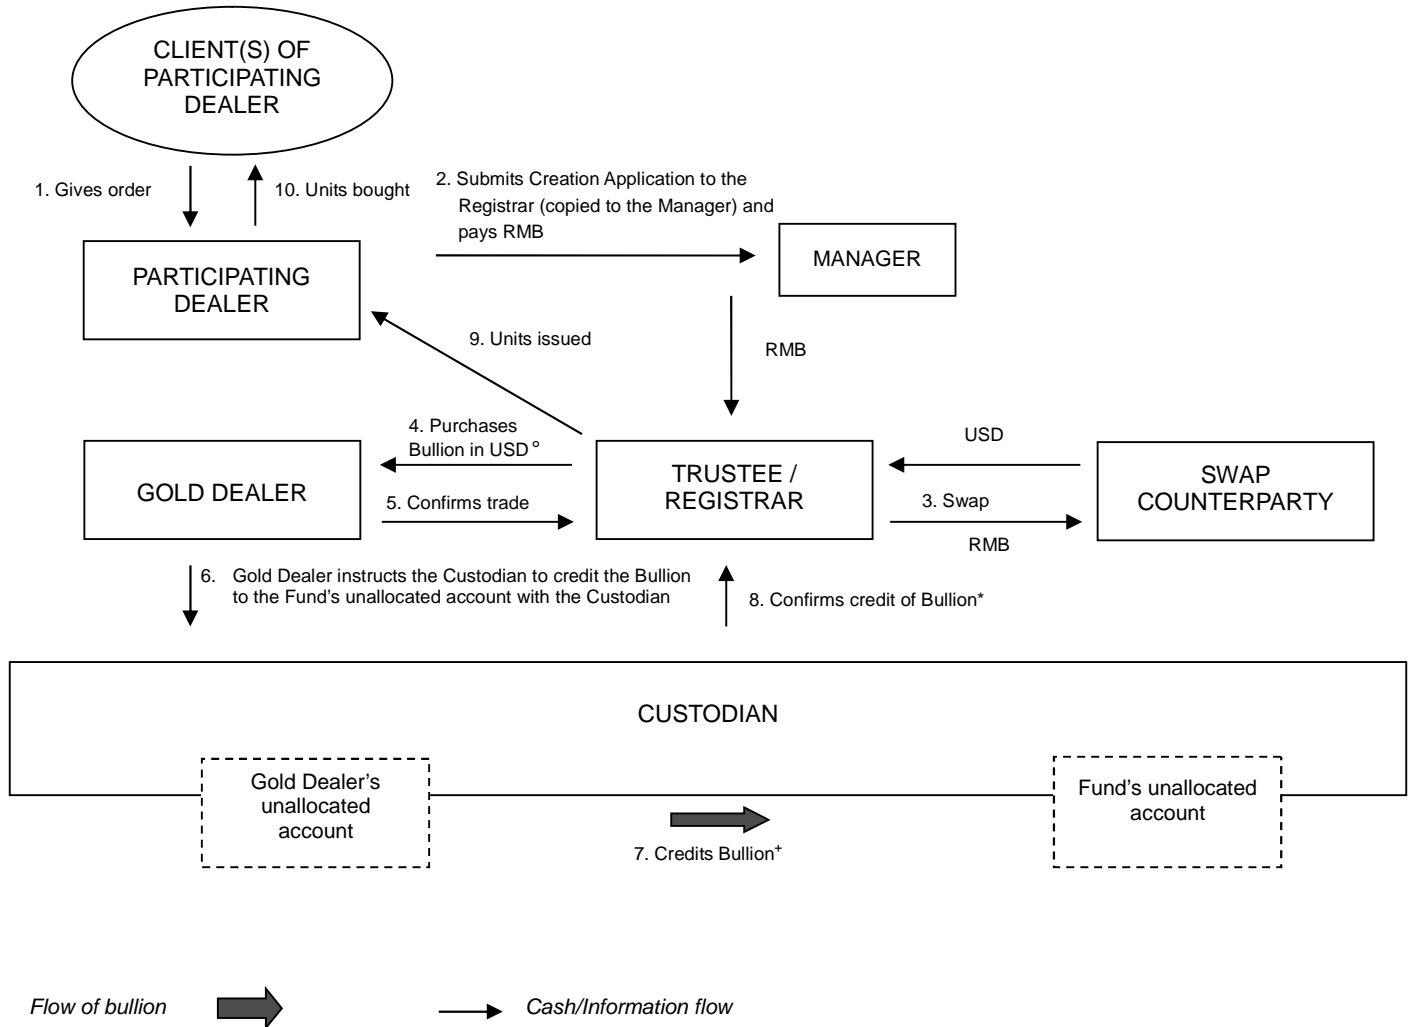 CLIENT(S) OF
PARTICIPATING
DEALER
1. Gives order
10. Units bought
2. Submits Creation Application to the
Registrar (copied to the Manager) and
pays RMB
MANAGER
PARTICIPATING
DEALER
9. Units issued
RMB
4. Purchases
Bullion in USD°
USD
GOLD DEALER
TRUSTEE /
REGISTRAR
SWAP
COUNTERPARTY
5. Confirms trade
3. Swap
RMB
6. Gold Dealer instructs the Custodian to credit the Bullion
to the Fund's unallocated account with the Custodian
8. Confirms credit of Bullion*
CUSTODIAN
Gold Dealer's
unallocated
account
Fund's unallocated
account
7. Credits Bullion+
Flow of bullion
Cash/Information flow